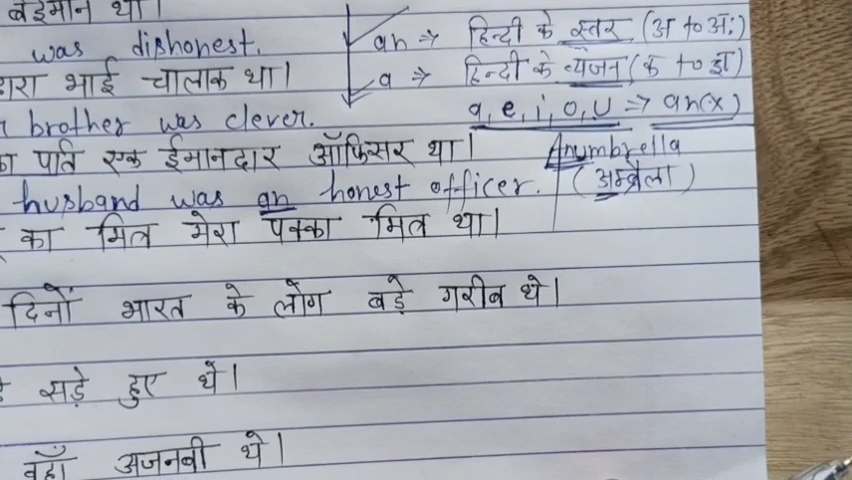 बेईमान था।
was dishonest.
an ⇒ हिन्दी के स्वर (अ to अः)
हारा भाई चालाक था।
a ⇒ हिन्दी के व्यंजन (क to ज्ञ)
brother was clever.
a, e, i, o, u ⇒ an (x)
का पति एक ईमानदार ऑफिसर था।
An umbrella
husband was an honest officer.
(अम्ब्रेला)
का मित्र मेरा पक्का मित्र था।
दिनों भारत के लोग बड़े गरीब थे।
सड़े हुए थे।
वहाँ अजनबी थे।